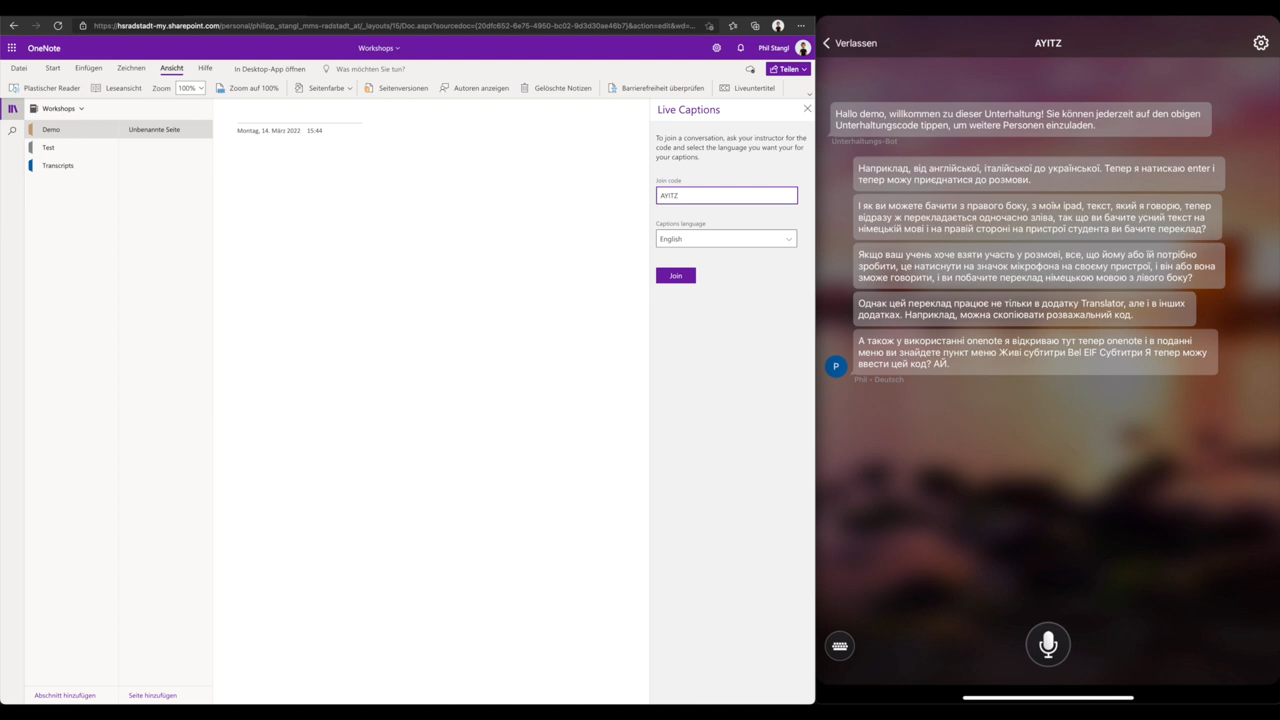 https://hsradstadt-my.sharepoint.com/personal/philipp_stangl_mms-radstadt_at/_layouts/15/Doc.aspx?sourcedoc={20dfc652-6e75-4950-bc02-9d3d30ae46b7}&action=edit&wd=...
OneNote
Workshops
Phil Stangl
Datei Start Einfügen Zeichnen Ansicht Hilfe In Desktop-App öffnen Was möchten Sie tun? Teilen
Plastischer Reader Leseansicht Zoom 100% Zoom auf 100% Seitenfarbe Seitenversionen Autoren anzeigen Gelöschte Notizen Barrierefreiheit überprüfen Liveuntertitel
Workshops
Demo
Test
Transcripts
Unbenannte Seite
Montag, 14. März 2022 15:44
Abschnitt hinzufügen
Seite hinzufügen
Live Captions
To join a conversation, ask your instructor for the
code and select the language you want your for
your captions.
Join code
AYITZ
Captions language
English
Join
Verlassen
AYITZ
Hallo demo, willkommen zu dieser Unterhaltung! Sie können jederzeit auf den obigen
Unterhaltungscode tippen, um weitere Personen einzuladen.
Unterhaltungs-Bot
Наприклад, від англійської, італійської до української. Тепер я натискаю enter і
тепер можу приєднатися до розмови.
І як ви можете бачити з правого боку, з моїм ipad, текст, який я говорю, тепер
відразу ж перекладається одночасно зліва, так що ви бачите усний текст на
німецькій мові і на правій стороні на пристрої студента ви бачите переклад?
Якщо ваш учень хоче взяти участь у розмові, все, що йому або їй потрібно
зробити, це натиснути на значок мікрофона на своєму пристрої, і він або вона
зможе говорити, і ви побачите переклад німецькою мовою з лівого боку?
Однак цей переклад працює не тільки в додатку Translator, але і в інших
додатках. Наприклад, можна скопіювати розважальний код.
А також у використанні onenote я відкриваю тут тепер onenote і в поданні
меню ви знайдете пункт меню Живі субтитри Bel EIF Субтитри Я тепер можу
ввести цей код? АЙ.
P
Phil • Deutsch